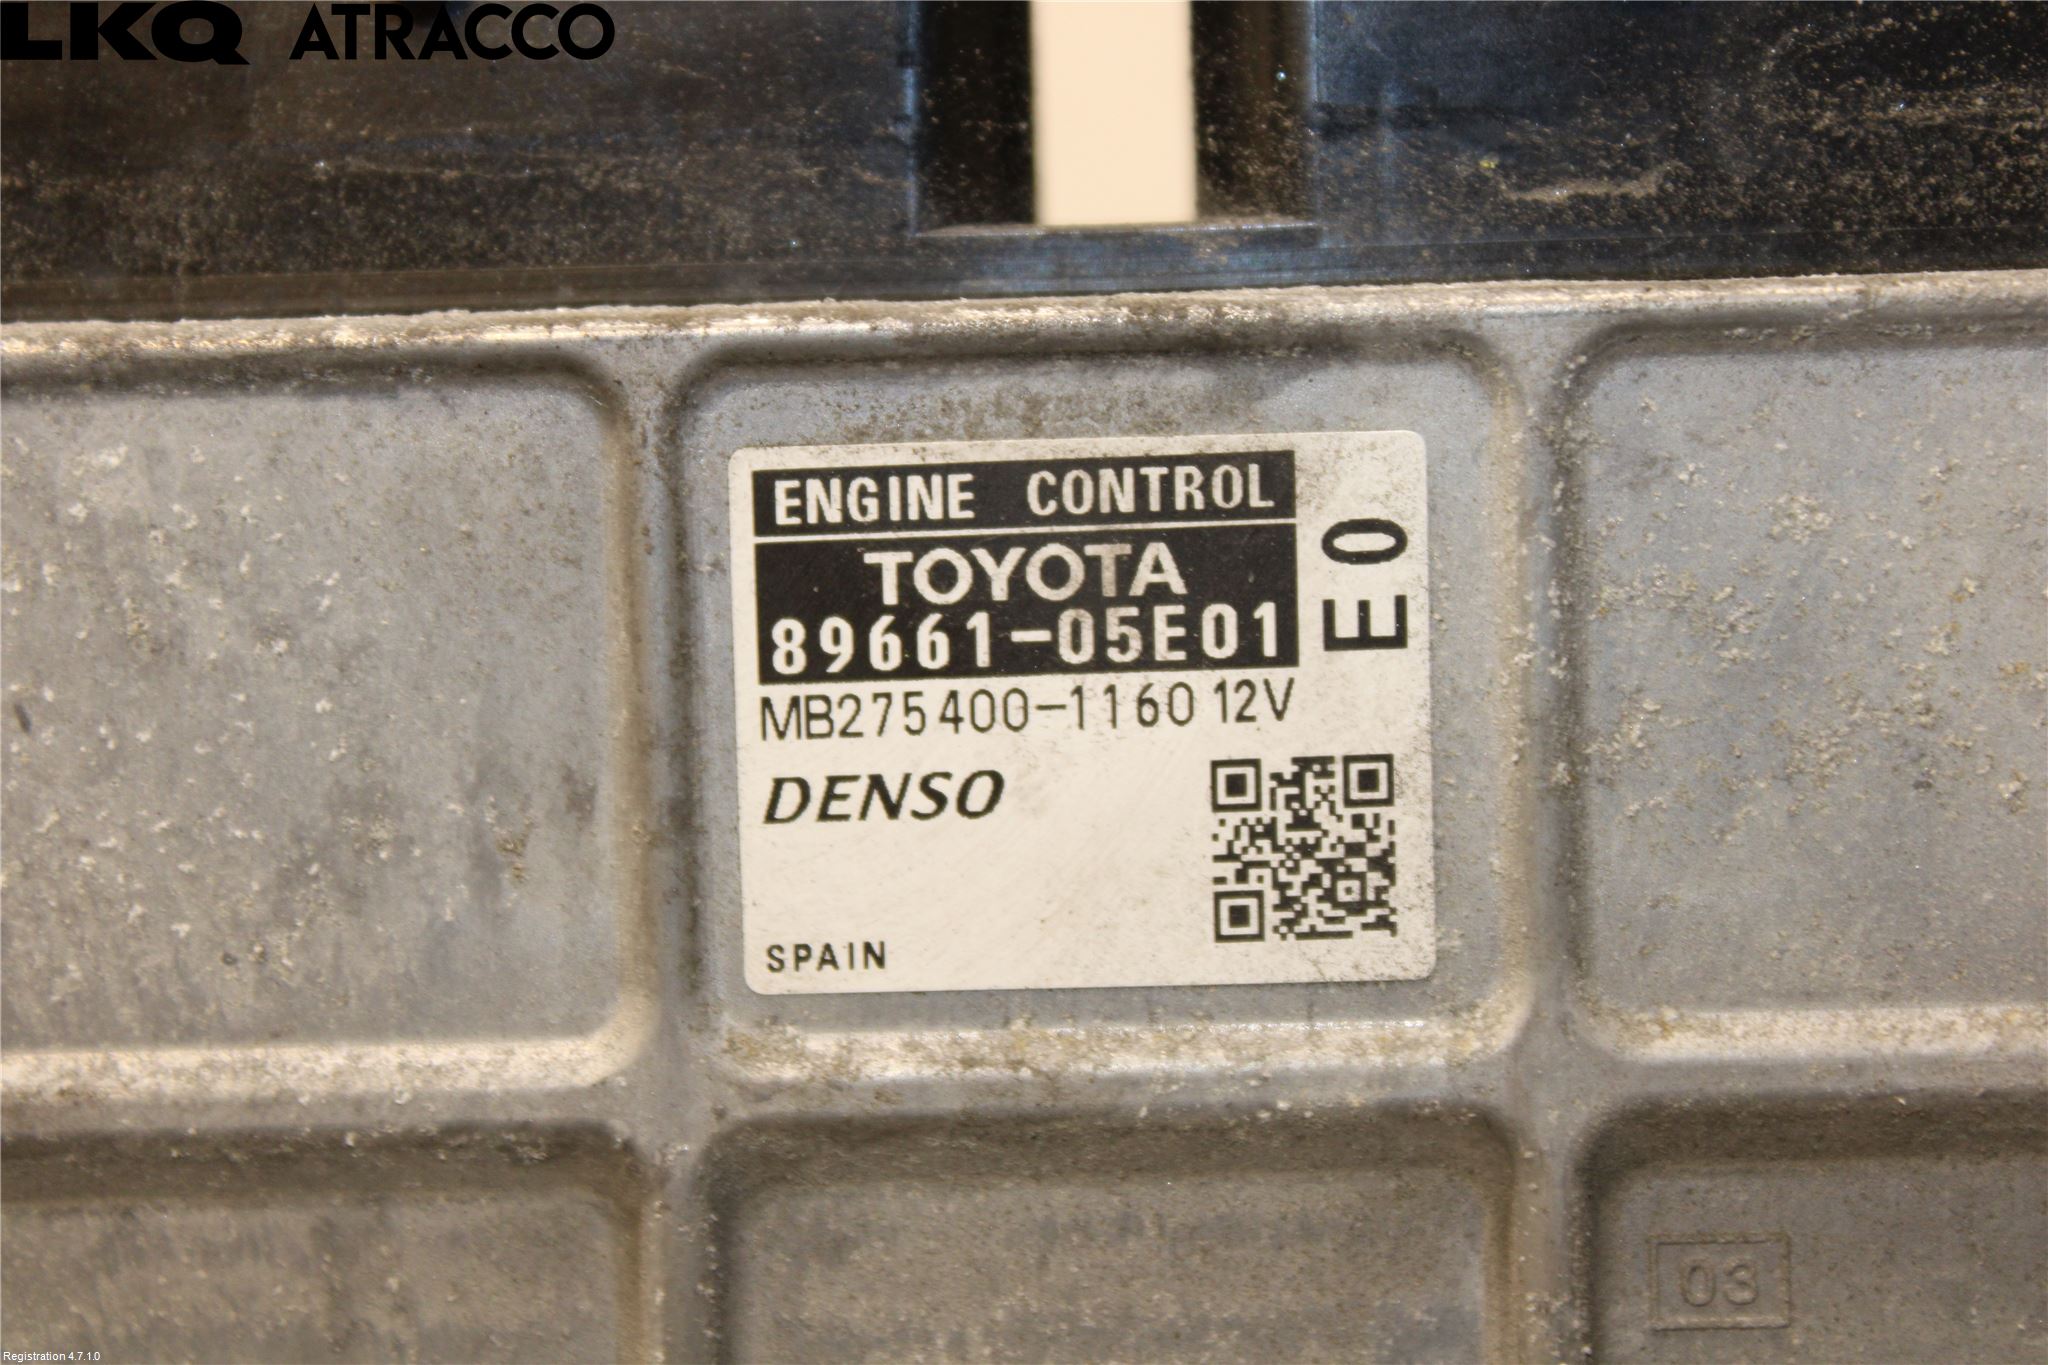 LKQ ATRACCO
ENGINE CONTROL
TOYOTA
89661-05E01
E0
MB275400-1160 12V
DENSO
SPAIN
03
Registration 4.7.1.0